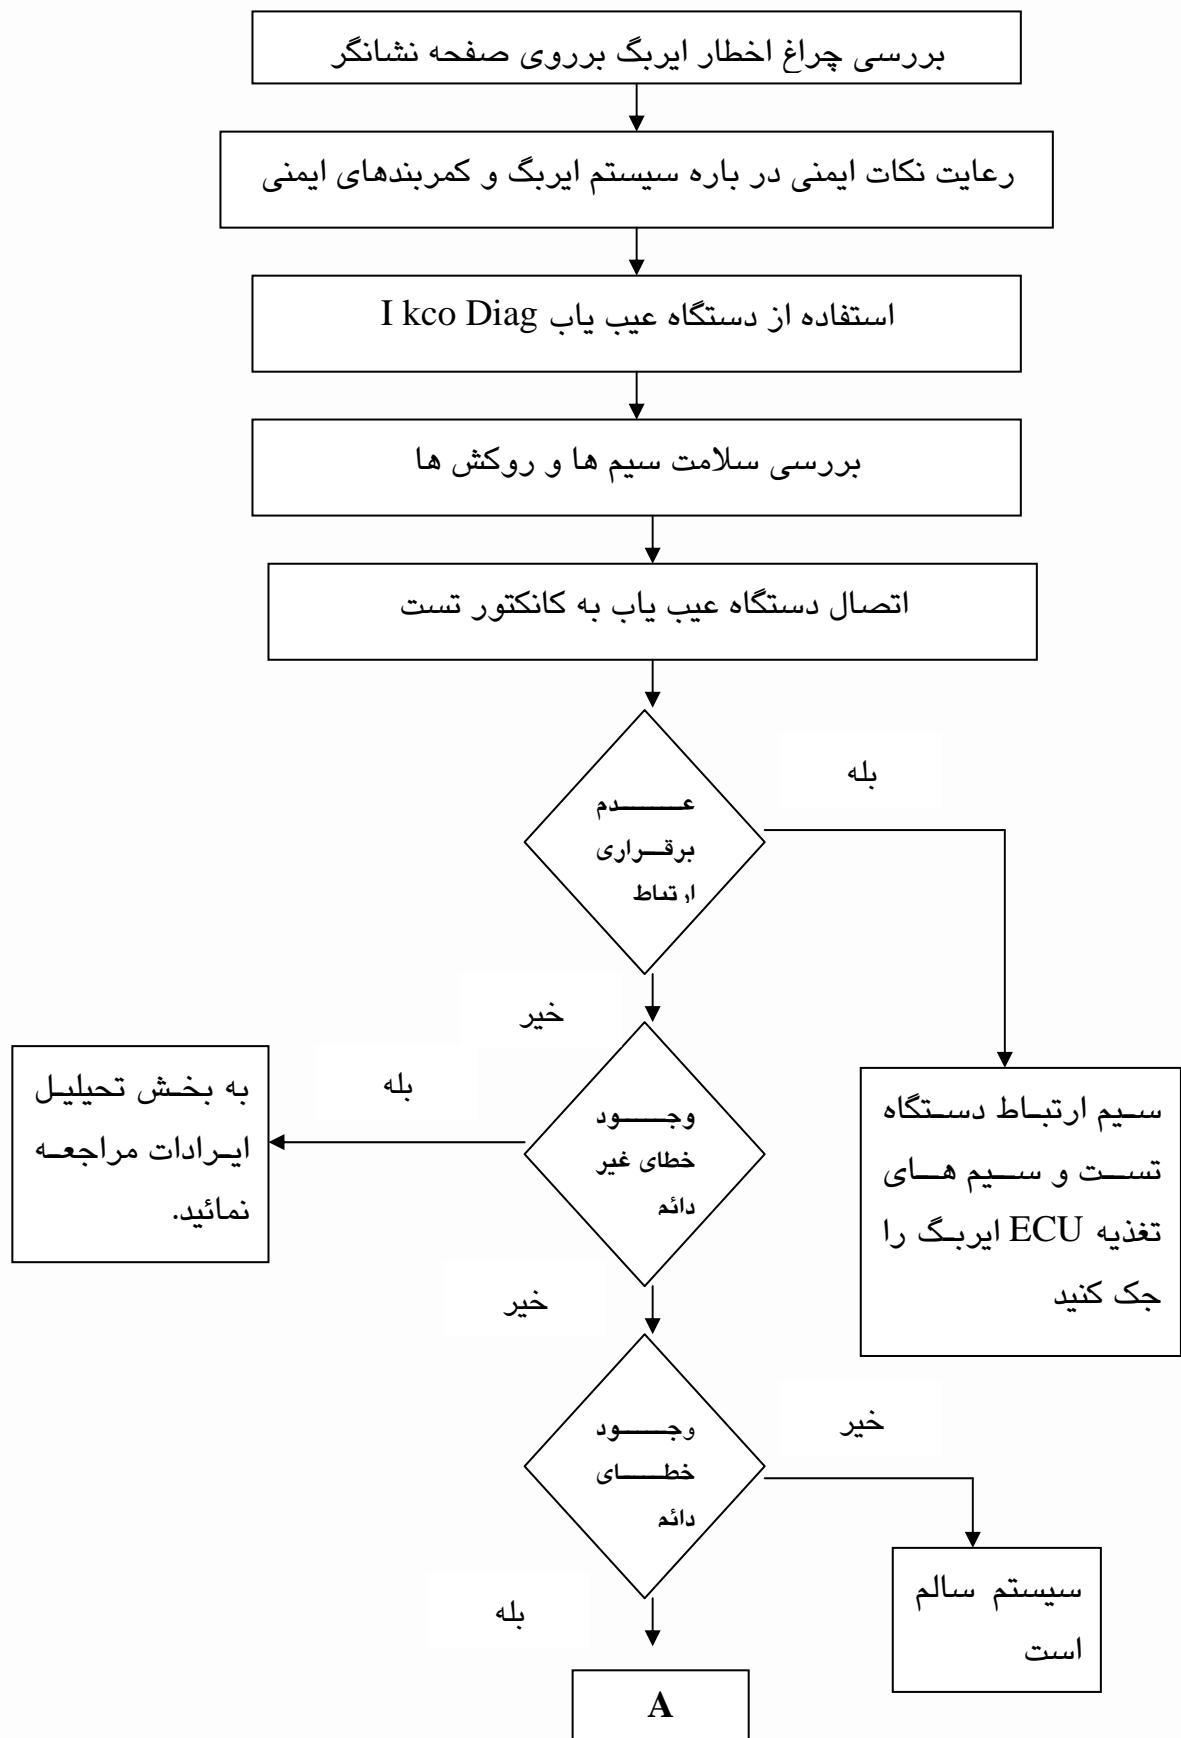 بررسی چراغ اخطار ایربگ برروی صفحه نشانگر
رعایت نکات ایمنی در باره سیستم ایربگ و کمربندهای ایمنی
استفاده از دستگاه عیب یاب I kco Diag
بررسی سلامت سیم ها و روکش ها
اتصال دستگاه عیب یاب به کانکتور تست
بله
عدم
برقراری
ارتباط
خیر
بله
وجود
خطای غیر
دائم
به بخش تحیلیل
ایرادات مراجعه
نمائید.
سیم ارتباط دستگاه
تست و سیم های
تغذیه ECU ایربگ را
جک کنید
خیر
وجود
خطای
دائم
خیر
بله
سیستم سالم
است
A